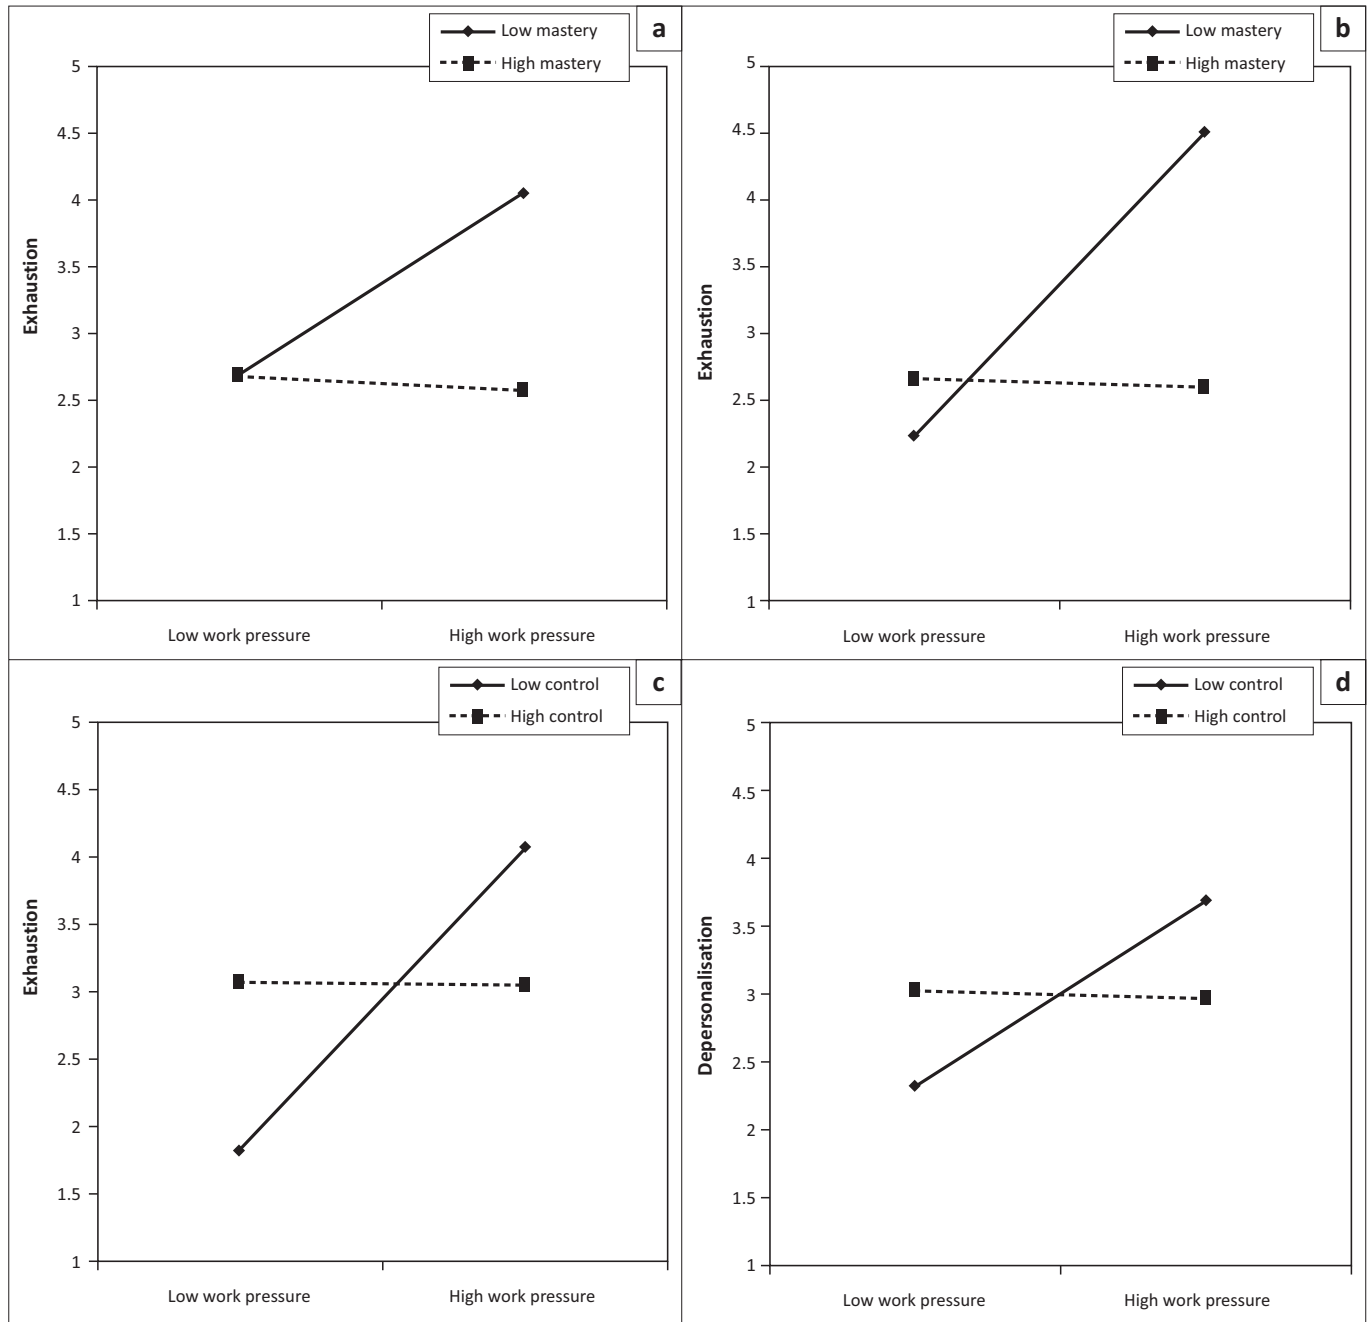 a
Low mastery
High mastery
5
4.5
4
3.5
3
2.5
2
1.5
1
Exhaustion
Low work pressure
High work pressure
b
Low mastery
High mastery
5
4.5
4
3.5
3
2.5
2
1.5
1
Exhaustion
Low work pressure
High work pressure
c
Low control
High control
5
4.5
4
3.5
3
2.5
2
1.5
1
Exhaustion
Low work pressure
High work pressure
d
Low control
High control
5
4.5
4
3.5
3
2.5
2
1.5
1
Depersonalisation
Low work pressure
High work pressure